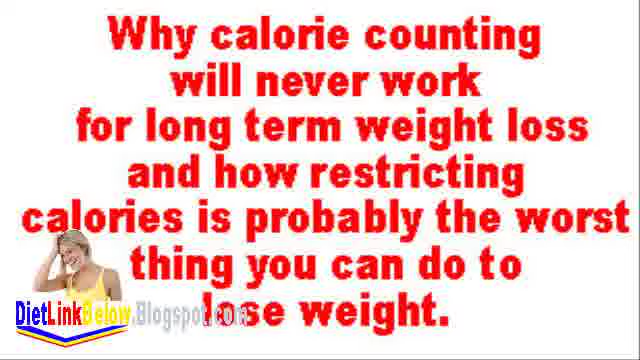 Why calorie counting
will never work
for long term weight loss
and how restricting
calories is probably the worst
thing you can do to
lose weight.
DietLinkBelow.Blogspot.com